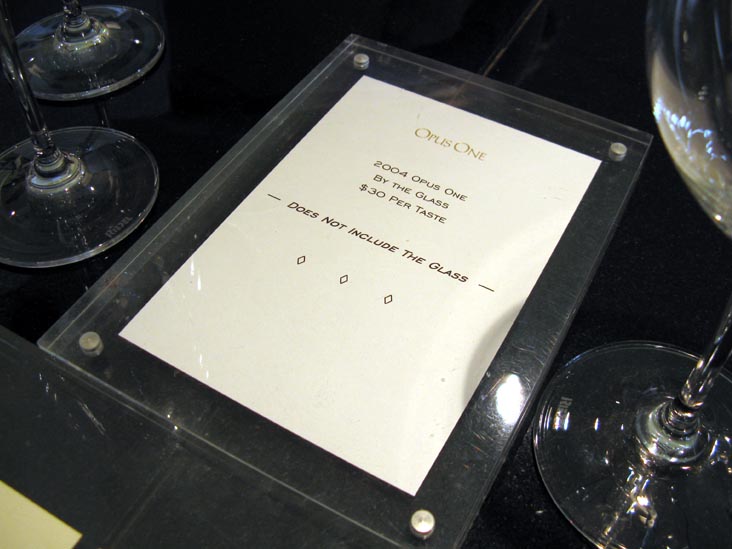 OPUS ONE
2004 OPUS ONE
BY THE GLASS
$30 PER TASTE
— DOES NOT INCLUDE THE GLASS —